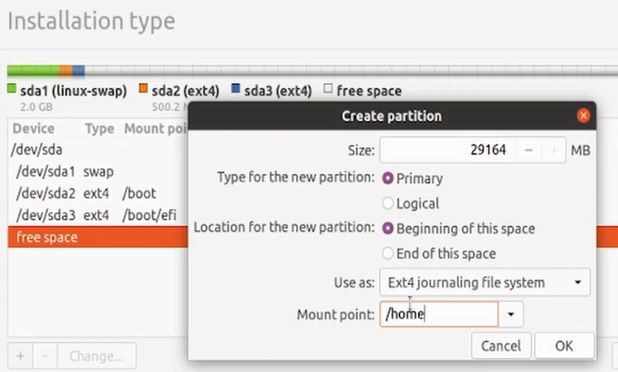 Installation type
sda1 (linux-swap) sda2 (ext4) sda3 (ext4) free space
2.0 GB 500.2 M
Create partition
Device Type Mount poi
Size: 29164 − + MB
/dev/sda
Type for the new partition: Primary
/dev/sda1 swap
/dev/sda2 ext4 /boot
Logical
/dev/sda3 ext4 /boot/efi
Location for the new partition: Beginning of this space
free space
End of this space
Use as: Ext4 journaling file system
Mount point: /home
+ − Change...
Cancel OK